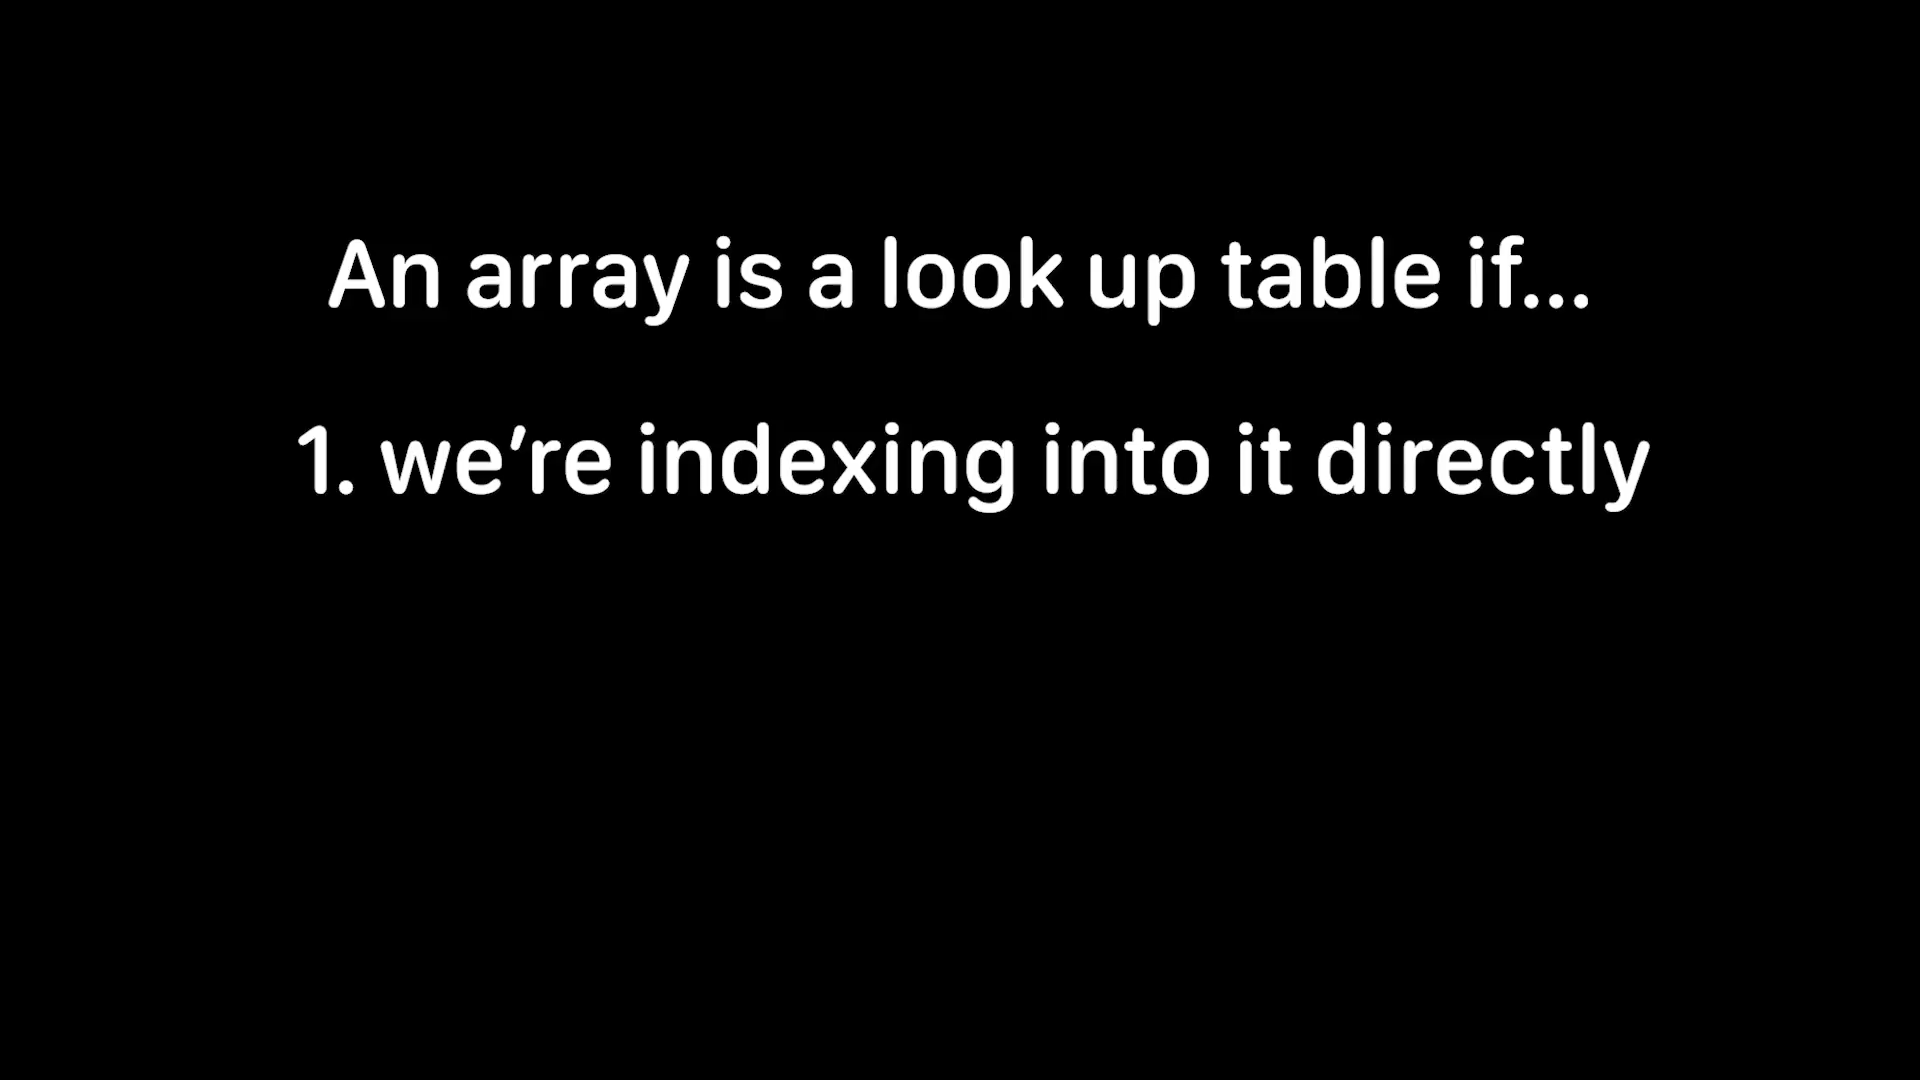 An array is a look up table if...
1. we’re indexing into it directly